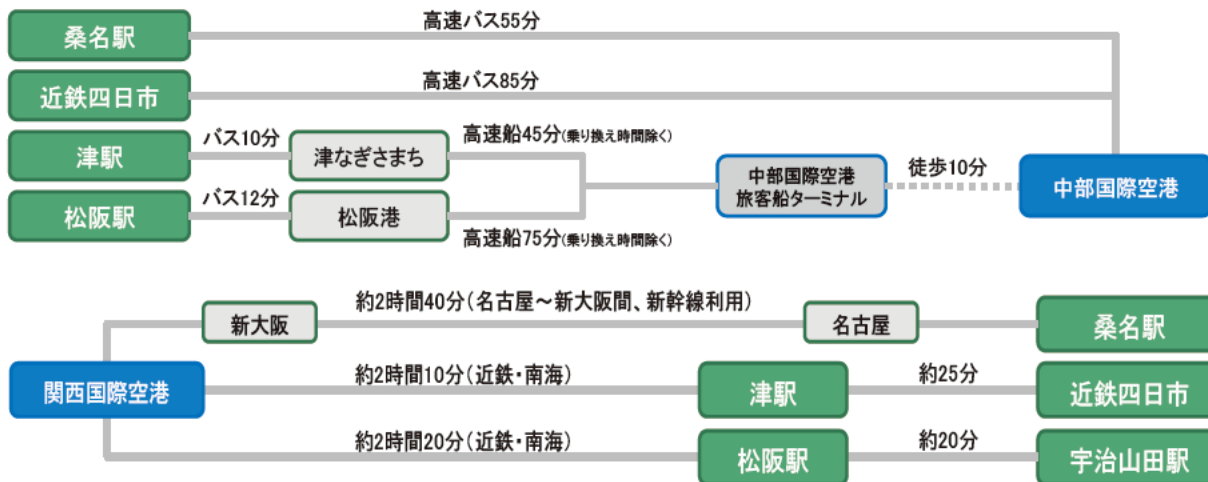 高速バス55分
桑名駅
高速バス85分
近鉄四日市
津駅
バス10分
津なぎさまち
高速船45分(乗り換え時間除く)
松阪駅
バス12分
松阪港
高速船75分(乗り換え時間除く)
中部国際空港
旅客船ターミナル
徒歩10分
中部国際空港
約2時間40分(名古屋～新大阪間、新幹線利用)
新大阪
名古屋
桑名駅
関西国際空港
約2時間10分(近鉄・南海)
津駅
約25分
近鉄四日市
約2時間20分(近鉄・南海)
松阪駅
約20分
宇治山田駅